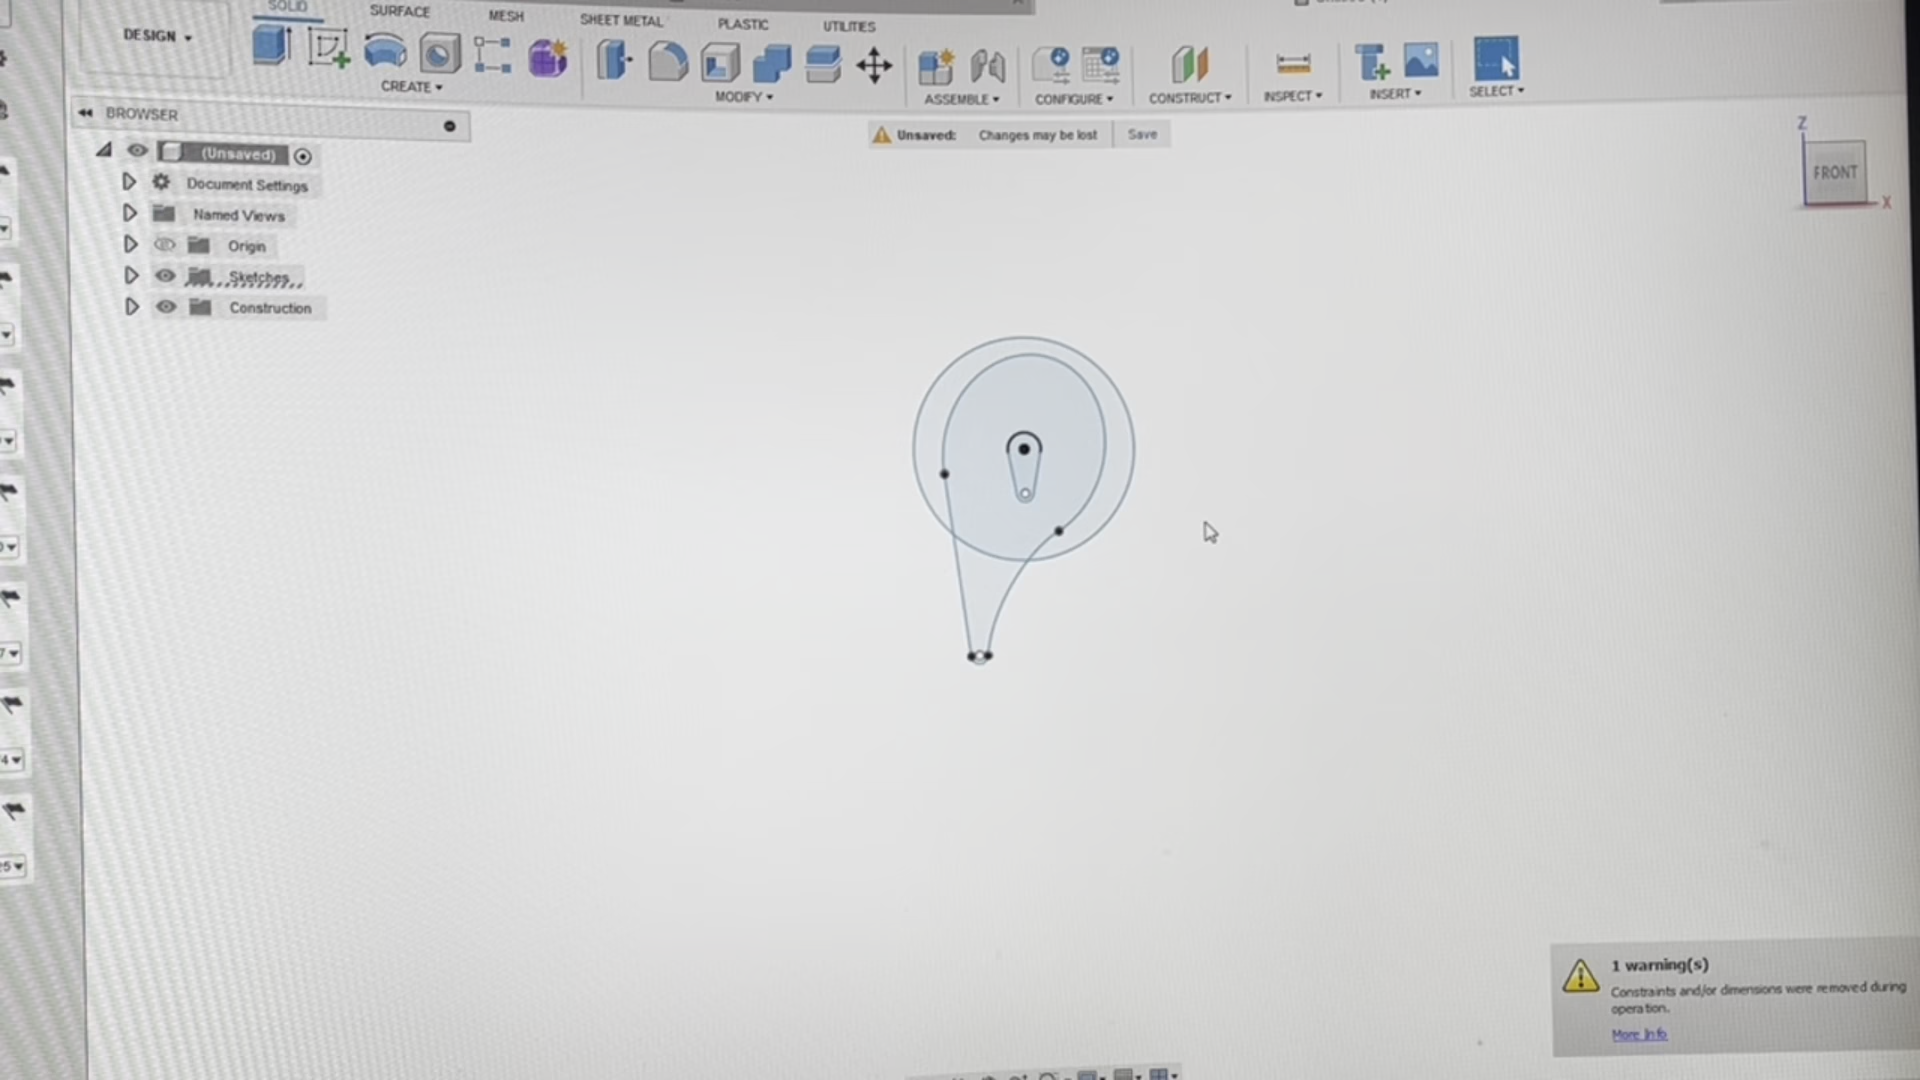 SOLID
SURFACE
MESH
SHEET METAL
PLASTIC
UTILITIES
DESIGN
CREATE
MODIFY
ASSEMBLE
CONFIGURE
CONSTRUCT
INSPECT
INSERT
SELECT
BROWSER
Unsaved: Changes may be lost Save
(Unsaved)
Document Settings
Named Views
Origin
Sketches
Construction
Z
FRONT
X
1 warning(s)
Constraints and/or dimensions were removed during
operation.
More Info